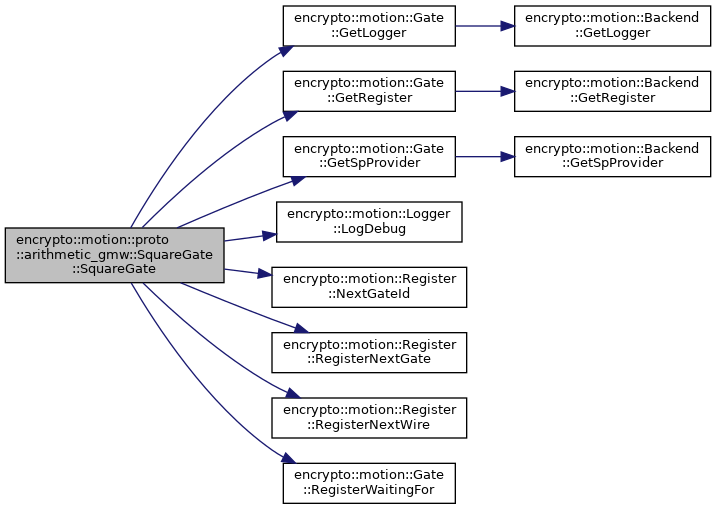 encrypto::motion::proto
::arithmetic_gmw::SquareGate
::SquareGate
encrypto::motion::Gate
::GetLogger
encrypto::motion::Backend
::GetLogger
encrypto::motion::Gate
::GetRegister
encrypto::motion::Backend
::GetRegister
encrypto::motion::Gate
::GetSpProvider
encrypto::motion::Backend
::GetSpProvider
encrypto::motion::Logger
::LogDebug
encrypto::motion::Register
::NextGateId
encrypto::motion::Register
::RegisterNextGate
encrypto::motion::Register
::RegisterNextWire
encrypto::motion::Gate
::RegisterWaitingFor